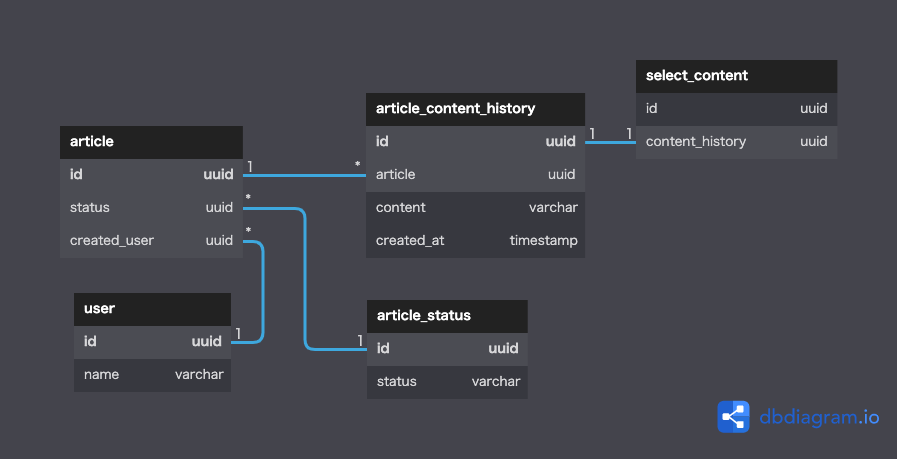 article
id uuid
status uuid
created_user uuid
user
id uuid
name varchar
article_content_history
id uuid
article uuid
content varchar
created_at timestamp
article_status
id uuid
status varchar
select_content
id uuid
content_history uuid
1 *
* 1
* 1
1 1
dbdiagram.io